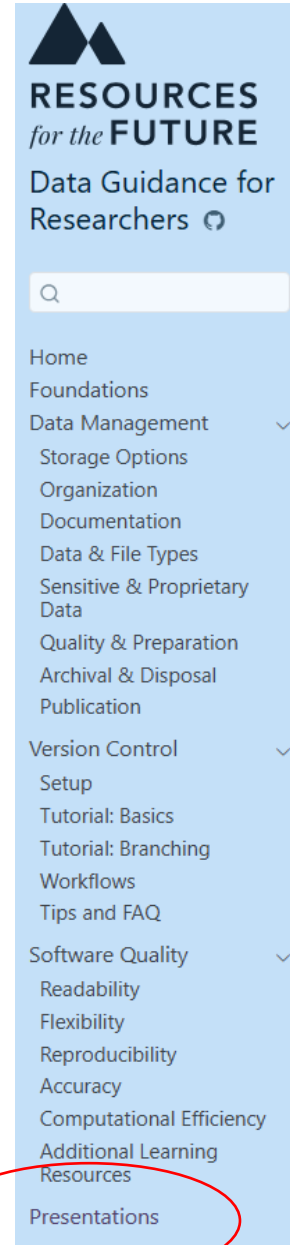 RESOURCES
for the FUTURE
Data Guidance for
Researchers
Home
Foundations
Data Management
Storage Options
Organization
Documentation
Data & File Types
Sensitive & Proprietary
Data
Quality & Preparation
Archival & Disposal
Publication
Version Control
Setup
Tutorial: Basics
Tutorial: Branching
Workflows
Tips and FAQ
Software Quality
Readability
Flexibility
Reproducibility
Accuracy
Computational Efficiency
Additional Learning
Resources
Presentations